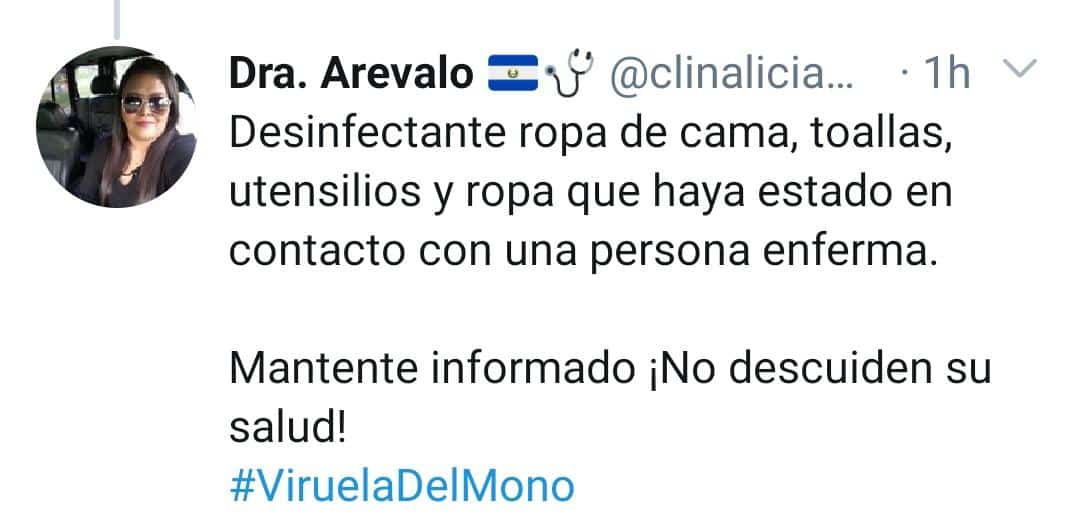 Dra. Arevalo 🇸🇻🩺 @clinalicia... · 1h
Desinfectante ropa de cama, toallas,
utensilios y ropa que haya estado en
contacto con una persona enferma.
Mantente informado ¡No descuiden su
salud!
#ViruelaDelMono